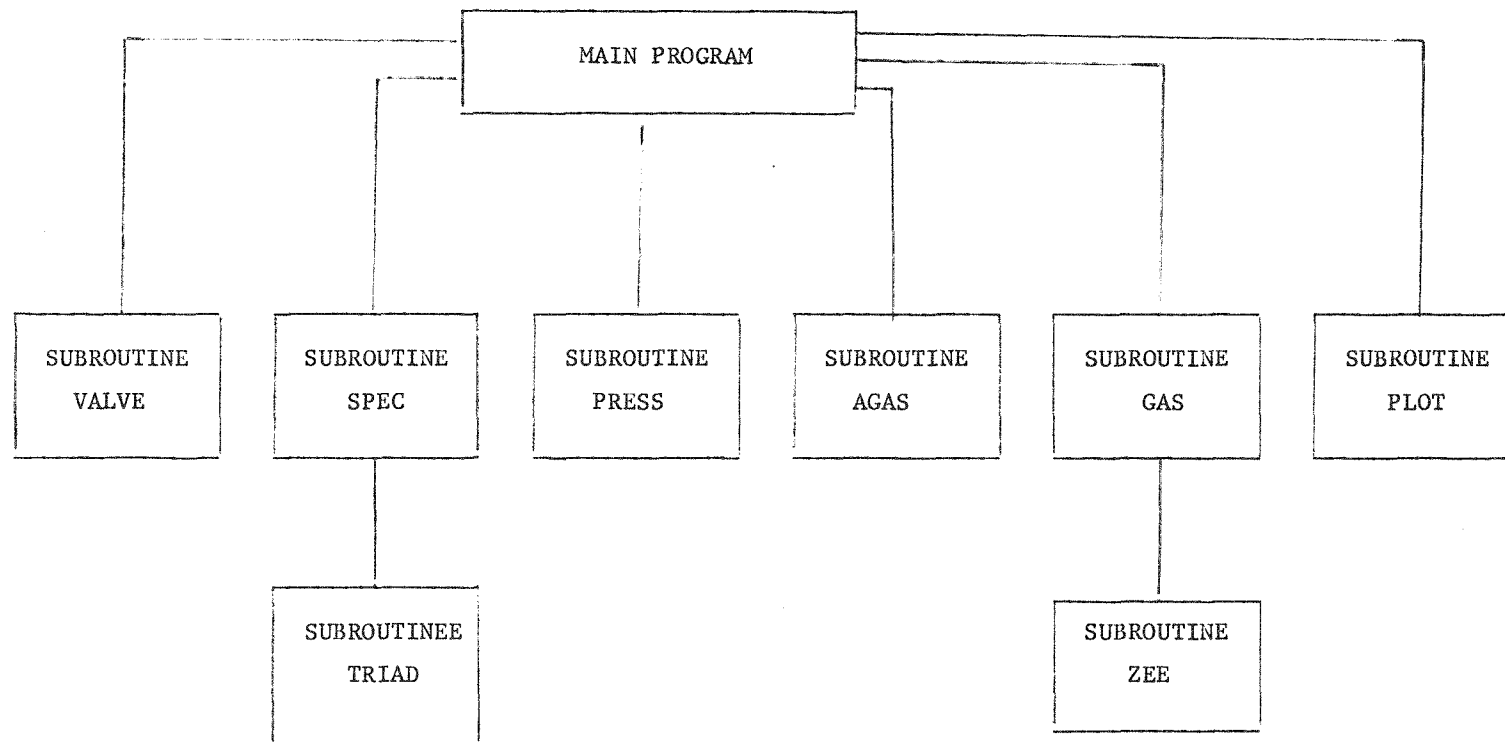 MAIN PROGRAM
SUBROUTINE
VALVE
SUBROUTINE
SPEC
SUBROUTINE
PRESS
SUBROUTINE
AGAS
SUBROUTINE
GAS
SUBROUTINE
PLOT
SUBROUTINEE
TRIAD
SUBROUTINE
ZEE